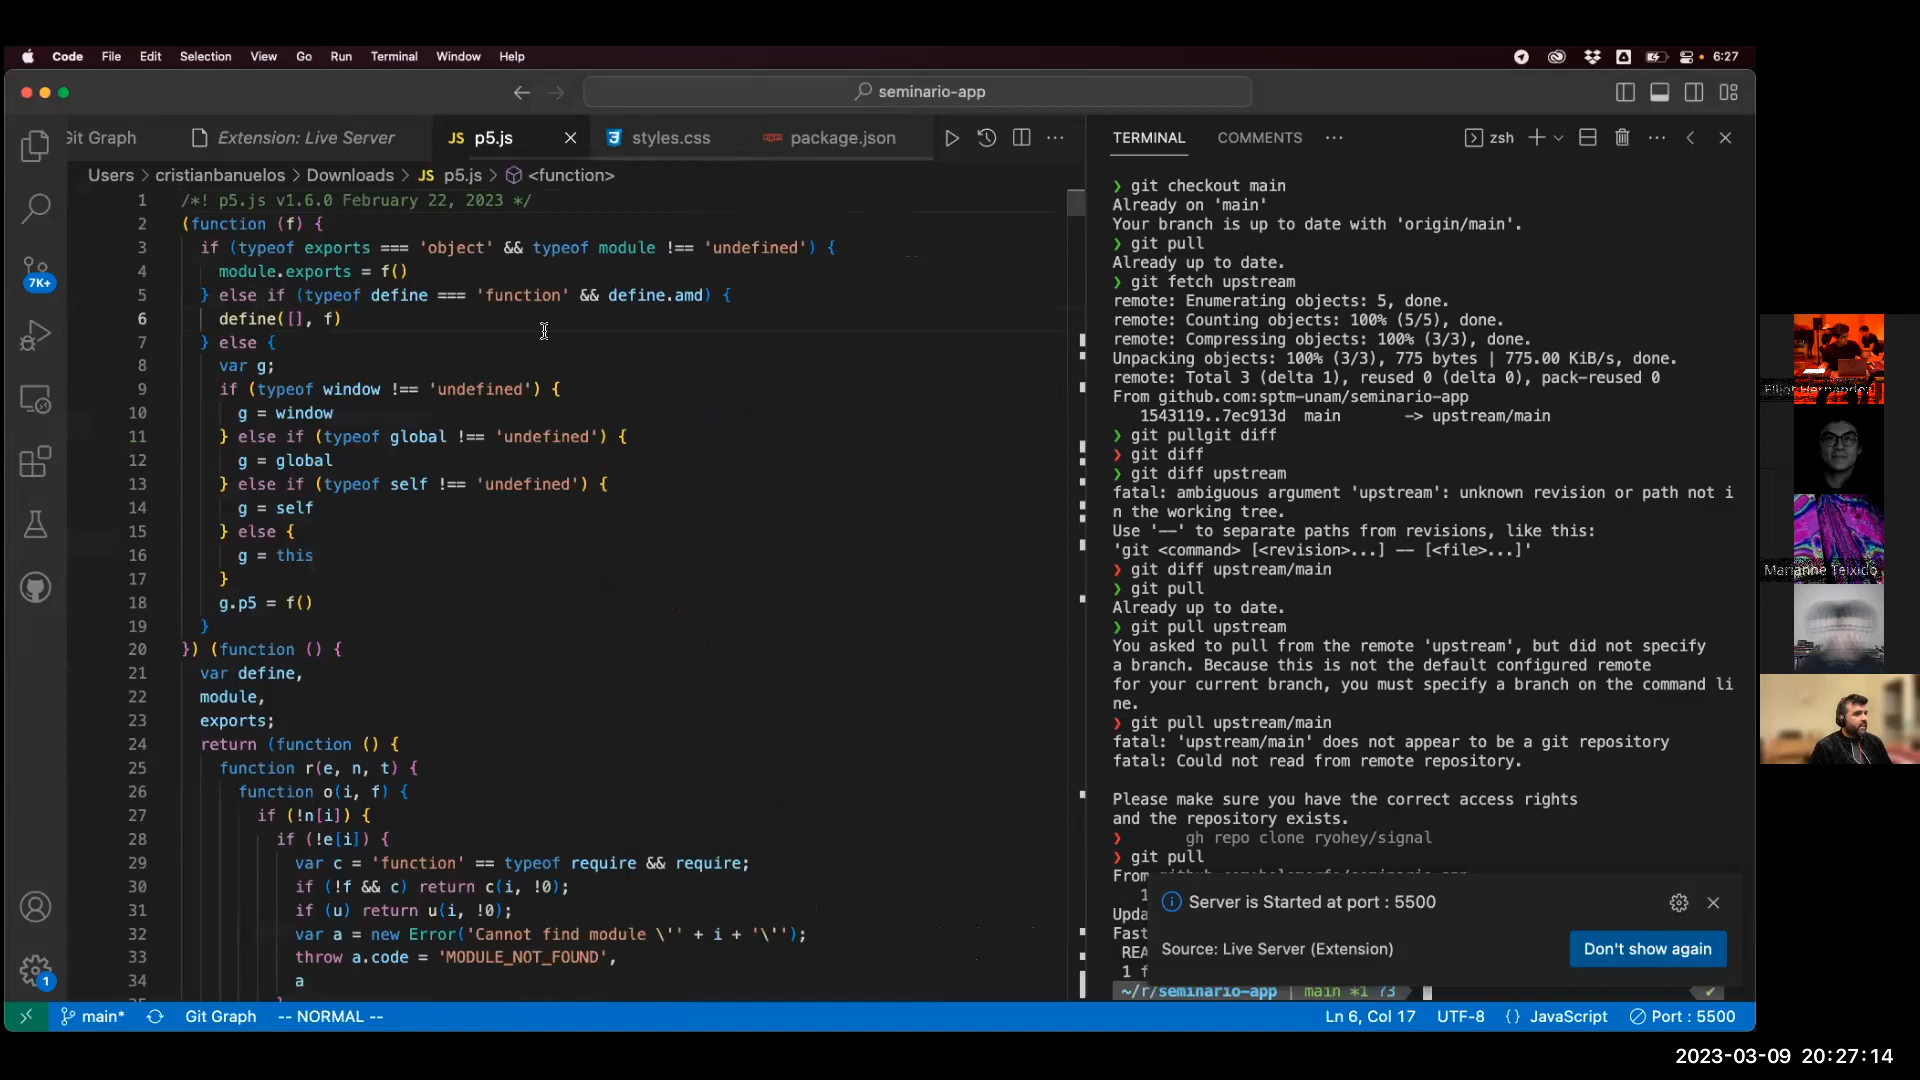 Code File Edit Selection View Go Run Terminal Window Help 6:27
seminario-app
Git Graph Extension: Live Server JS p5.js styles.css package.json
Users > cristianbanuelos > Downloads > JS p5.js > <function>
1 /*! p5.js v1.6.0 February 22, 2023 */
2 (function (f) {
3 if (typeof exports === 'object' && typeof module !== 'undefined') {
4 module.exports = f()
5 } else if (typeof define === 'function' && define.amd) {
6 define([], f)
7 } else {
8 var g;
9 if (typeof window !== 'undefined') {
10 g = window
11 } else if (typeof global !== 'undefined') {
12 g = global
13 } else if (typeof self !== 'undefined') {
14 g = self
15 } else {
16 g = this
17 }
18 g.p5 = f()
19 }
20 }) (function () {
21 var define,
22 module,
23 exports;
24 return (function () {
25 function r(e, n, t) {
26 function o(i, f) {
27 if (!n[i]) {
28 if (!e[i]) {
29 var c = 'function' == typeof require && require;
30 if (!f && c) return c(i, !0);
31 if (u) return u(i, !0);
32 var a = new Error('Cannot find module \'' + i + '\'');
33 throw a.code = 'MODULE_NOT_FOUND',
34 a
7K+
1
TERMINAL COMMENTS zsh
❯ git checkout main
Already on 'main'
Your branch is up to date with 'origin/main'.
❯ git pull
Already up to date.
❯ git fetch upstream
remote: Enumerating objects: 5, done.
remote: Counting objects: 100% (5/5), done.
remote: Compressing objects: 100% (3/3), done.
Unpacking objects: 100% (3/3), 775 bytes | 775.00 KiB/s, done.
remote: Total 3 (delta 1), reused 0 (delta 0), pack-reused 0
From github.com:sptm-unam/seminario-app
1543119..7ec913d main -> upstream/main
❯ git pullgit diff
❯ git diff
❯ git diff upstream
fatal: ambiguous argument 'upstream': unknown revision or path not i
n the working tree.
Use '--' to separate paths from revisions, like this:
'git <command> [<revision>...] -- [<file>...]'
❯ git diff upstream/main
❯ git pull
Already up to date.
❯ git pull upstream
You asked to pull from the remote 'upstream', but did not specify
a branch. Because this is not the default configured remote
for your current branch, you must specify a branch on the command li
ne.
❯ git pull upstream/main
fatal: 'upstream/main' does not appear to be a git repository
fatal: Could not read from remote repository.
Please make sure you have the correct access rights
and the repository exists.
❯ gh repo clone ryohey/signal
❯ git pull
From
1
Upda
Fast
REA
1 f
Server is Started at port : 5500
Source: Live Server (Extension) Don't show again
~/r/seminario-app | main *1 ?3
main* Git Graph -- NORMAL -- Ln 6, Col 17 UTF-8 {} JavaScript Port : 5500
Marianne Teixido
2023-03-09 20:27:14